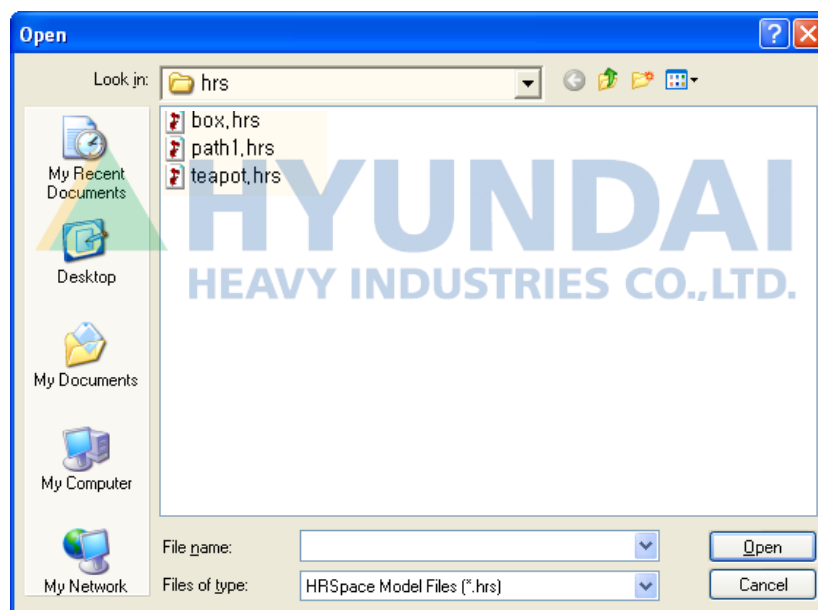 Open
Look in:
hrs
box,hrs
path1,hrs
teapot,hrs
My Recent
Documents
Desktop
My Documents
My Computer
My Network
HYUNDAI
HEAVY INDUSTRIES CO.,LTD.
File name:
Open
Files of type:
HRSpace Model Files (*.hrs)
Cancel